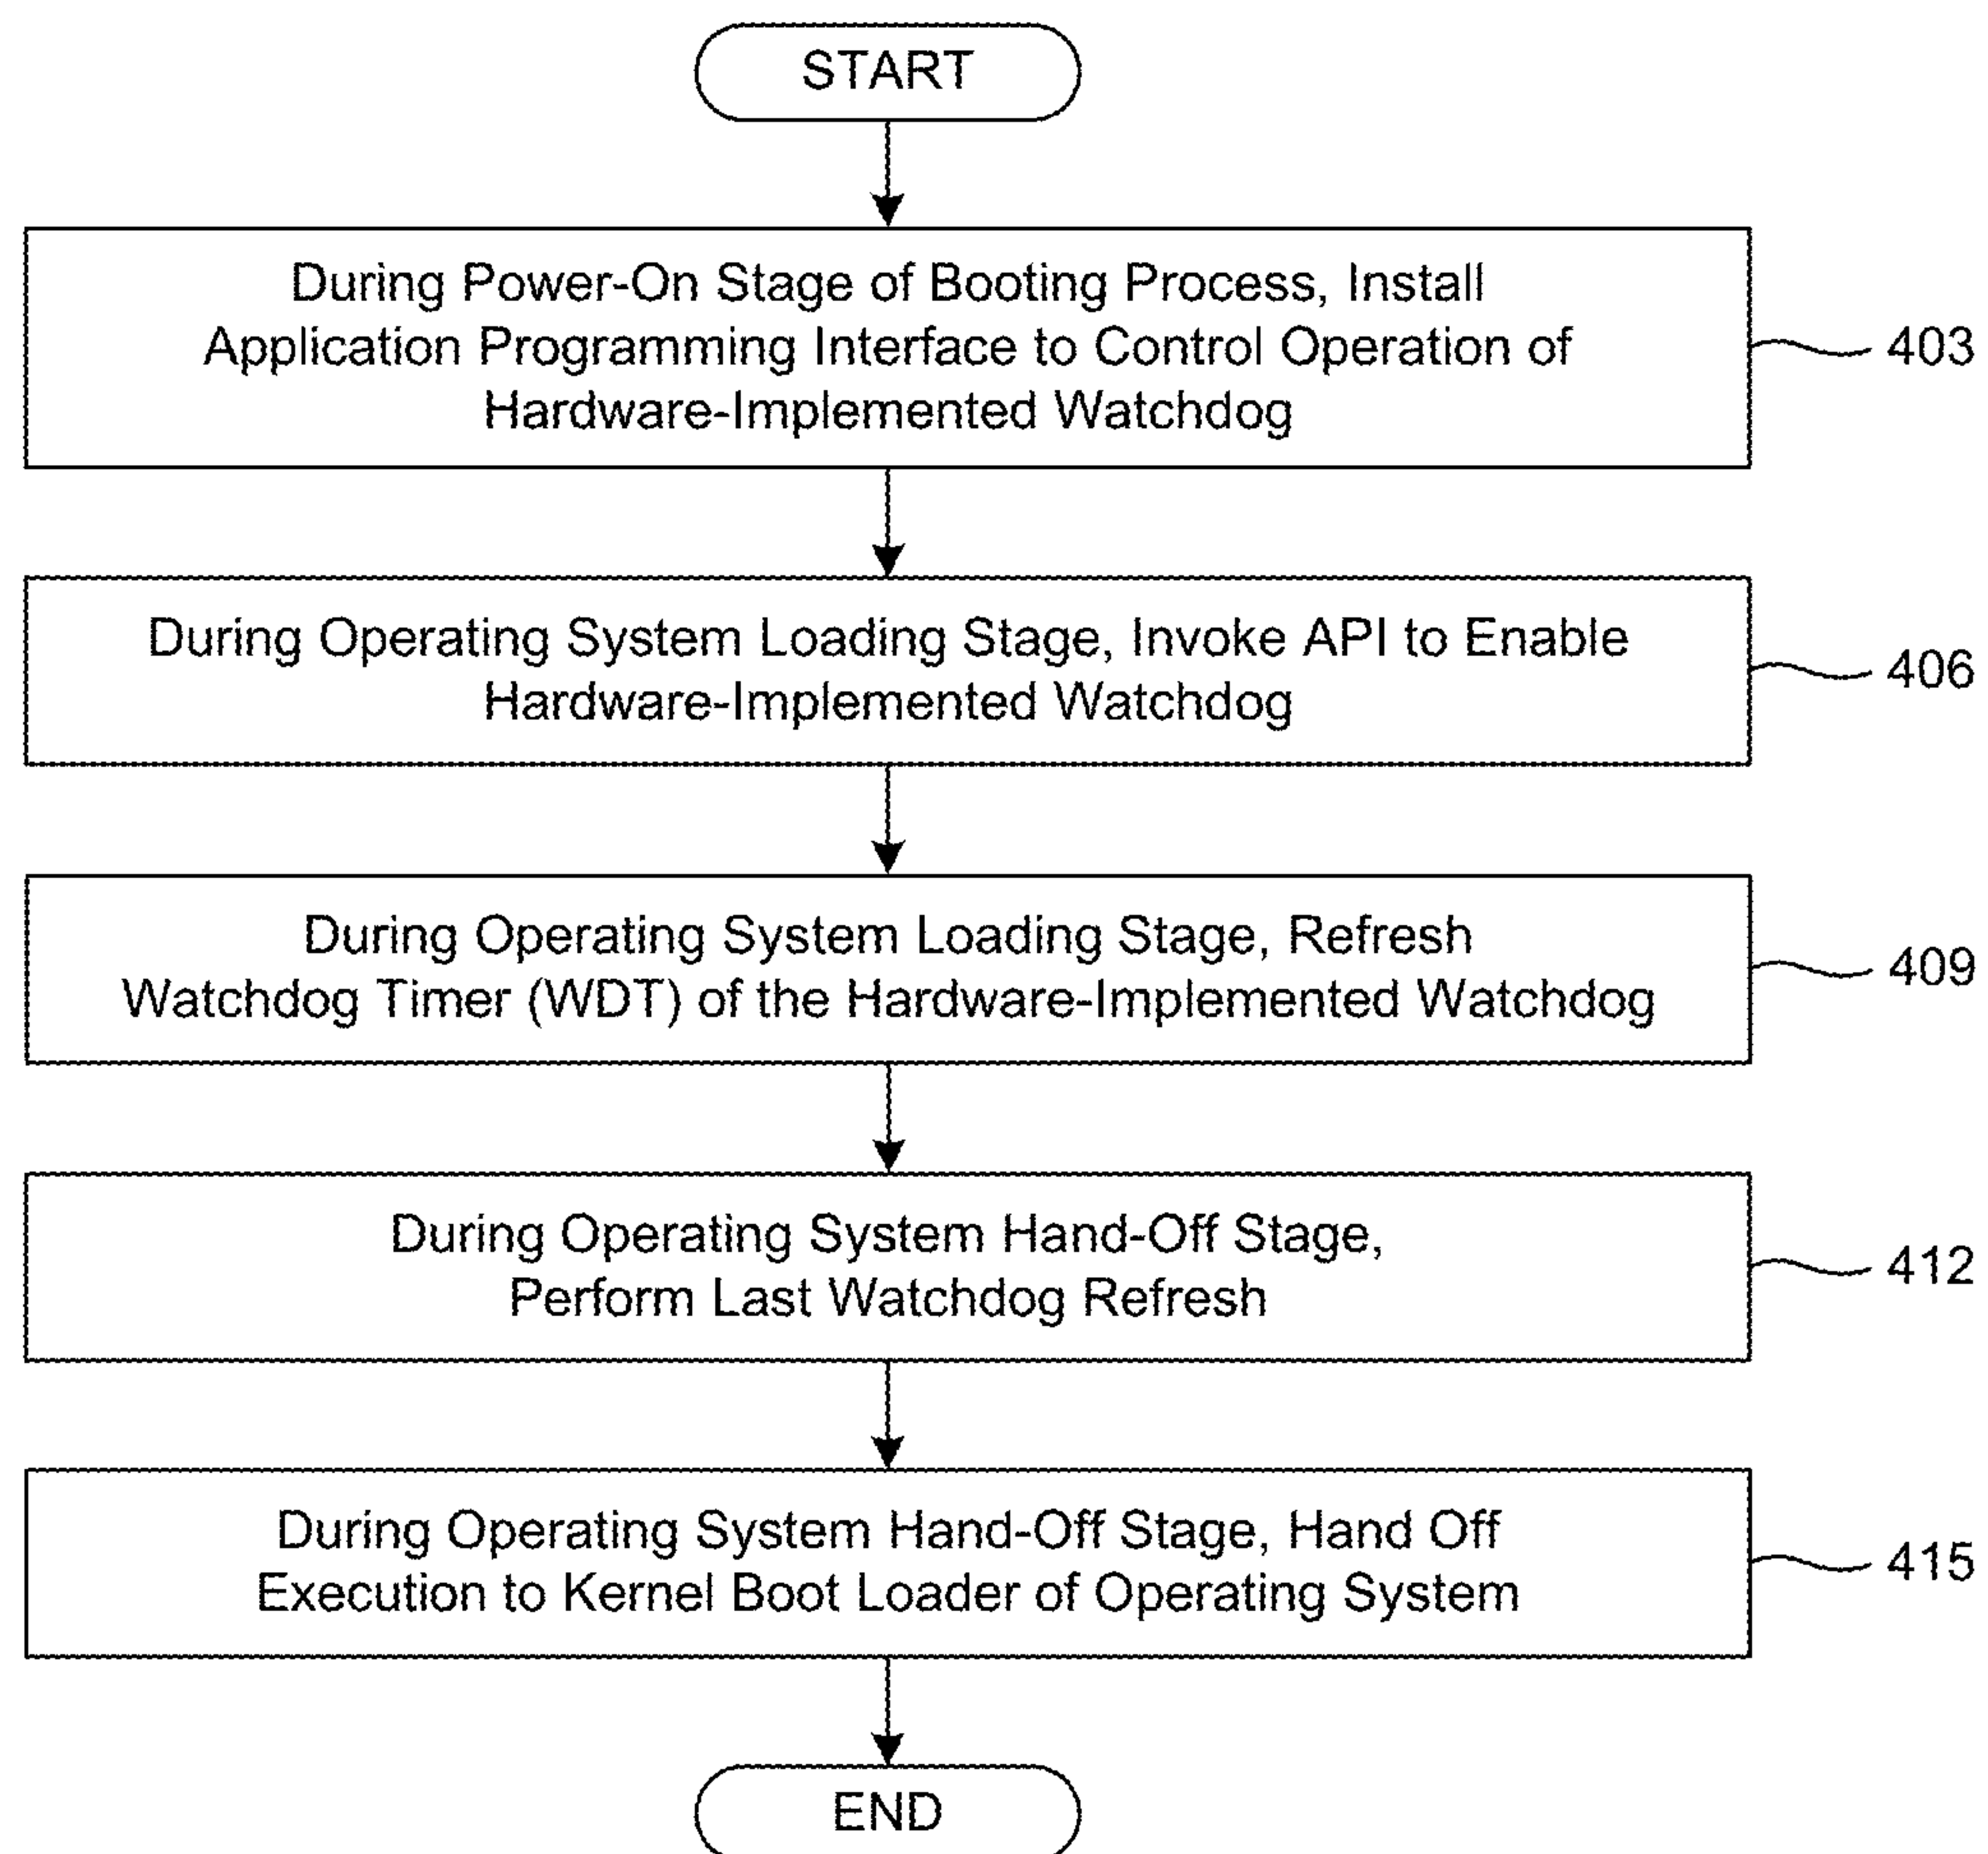 START
During Power-On Stage of Booting Process, Install
Application Programming Interface to Control Operation of
Hardware-Implemented Watchdog
403
During Operating System Loading Stage, Invoke API to Enable
Hardware-Implemented Watchdog
406
During Operating System Loading Stage, Refresh
Watchdog Timer (WDT) of the Hardware-Implemented Watchdog
409
During Operating System Hand-Off Stage,
Perform Last Watchdog Refresh
412
During Operating System Hand-Off Stage, Hand Off
Execution to Kernel Boot Loader of Operating System
415
END